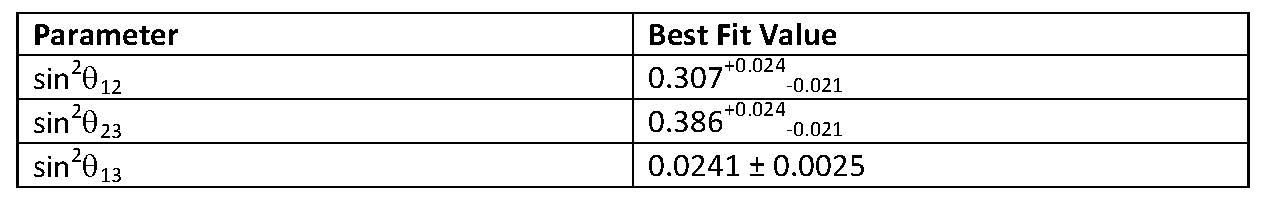 Parameter Best Fit Value
sin²θ₁₂ 0.307⁺⁰·⁰²⁴₋₀.₀₂₁
sin²θ₂₃ 0.386⁺⁰·⁰²⁴₋₀.₀₂₁
sin²θ₁₃ 0.0241 ± 0.0025